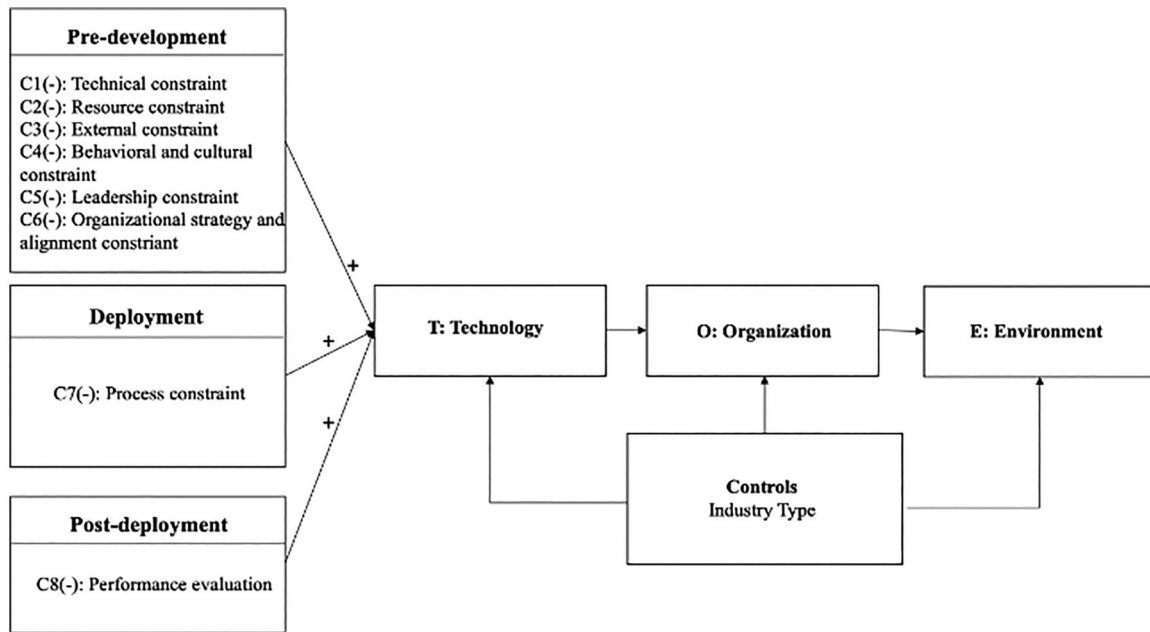 Pre-development
C1(-): Technical constraint
C2(-): Resource constraint
C3(-): External constraint
C4(-): Behavioral and cultural
constraint
C5(-): Leadership constraint
C6(-): Organizational strategy and
alignment constriant
+
Deployment
C7(-): Process constraint
+
Post-deployment
C8(-): Performance evaluation
+
T: Technology
O: Organization
E: Environment
Controls
Industry Type